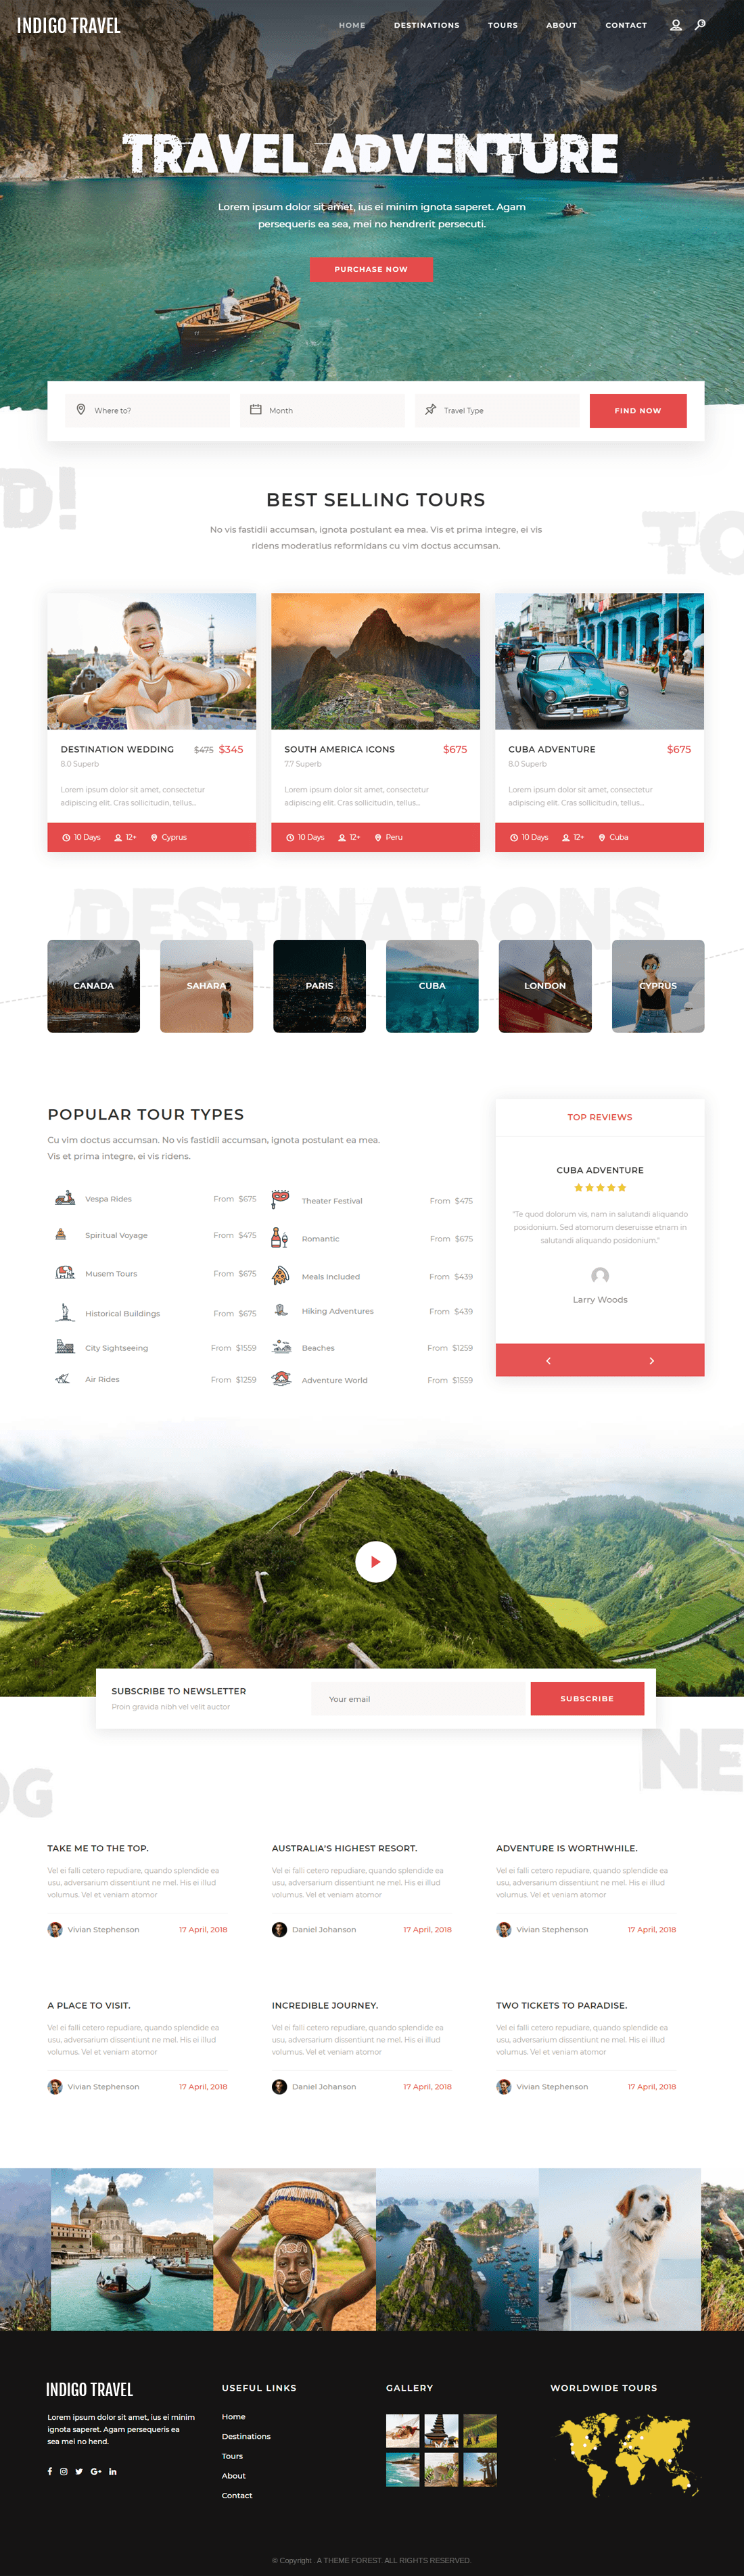 INDIGO TRAVEL
HOME DESTINATIONS TOURS ABOUT CONTACT
TRAVEL ADVENTURE
Lorem ipsum dolor sit amet, ius ei minim ignota saperet. Agam
persequeris ea sea, mei no hendrerit persecuti.
PURCHASE NOW
Where to?
Month
Travel Type
FIND NOW
D!
TO
BEST SELLING TOURS
No vis fastidii accumsan, ignota postulant ea mea. Vis et prima integre, ei vis
ridens moderatius reformidans cu vim doctus accumsan.
DESTINATION WEDDING $475 $345
8.0 Superb
Lorem ipsum dolor sit amet, consectetur
adipiscing elit. Cras sollicitudin, tellus...
10 Days 12+ Cyprus
SOUTH AMERICA ICONS $675
7.7 Superb
Lorem ipsum dolor sit amet, consectetur
adipiscing elit. Cras sollicitudin, tellus...
10 Days 12+ Peru
CUBA ADVENTURE $675
8.0 Superb
Lorem ipsum dolor sit amet, consectetur
adipiscing elit. Cras sollicitudin, tellus...
10 Days 12+ Cuba
DESTINATIONS
CANADA
SAHARA
PARIS
CUBA
LONDON
CYPRUS
POPULAR TOUR TYPES
Cu vim doctus accumsan. No vis fastidii accumsan, ignota postulant ea mea.
Vis et prima integre, ei vis ridens.
Vespa Rides From $675
Spiritual Voyage From $475
Musem Tours From $675
Historical Buildings From $675
City Sightseeing From $1559
Air Rides From $1259
Theater Festival From $475
Romantic From $675
Meals Included From $439
Hiking Adventures From $439
Beaches From $1259
Adventure World From $1559
TOP REVIEWS
CUBA ADVENTURE
"Te quod dolorum vis, nam in salutandi aliquando
posidonium. Sed atomorum deseruisse etnam in
salutandi aliquando posidonium."
Larry Woods
SUBSCRIBE TO NEWSLETTER
Proin gravida nibh vel velit auctor
Your email
SUBSCRIBE
NE
OG
TAKE ME TO THE TOP.
Vel ei falli cetero repudiare, quando splendide ea
usu, adversarium dissentiunt ne mel. His ei illud
volumus. Vel et veniam atomor
Vivian Stephenson 17 April, 2018
AUSTRALIA'S HIGHEST RESORT.
Vel ei falli cetero repudiare, quando splendide ea
usu, adversarium dissentiunt ne mel. His ei illud
volumus. Vel et veniam atomor
Daniel Johanson 17 April, 2018
ADVENTURE IS WORTHWHILE.
Vel ei falli cetero repudiare, quando splendide ea
usu, adversarium dissentiunt ne mel. His ei illud
volumus. Vel et veniam atomor
Vivian Stephenson 17 April, 2018
A PLACE TO VISIT.
Vel ei falli cetero repudiare, quando splendide ea
usu, adversarium dissentiunt ne mel. His ei illud
volumus. Vel et veniam atomor
Vivian Stephenson 17 April, 2018
INCREDIBLE JOURNEY.
Vel ei falli cetero repudiare, quando splendide ea
usu, adversarium dissentiunt ne mel. His ei illud
volumus. Vel et veniam atomor
Daniel Johanson 17 April, 2018
TWO TICKETS TO PARADISE.
Vel ei falli cetero repudiare, quando splendide ea
usu, adversarium dissentiunt ne mel. His ei illud
volumus. Vel et veniam atomor
Vivian Stephenson 17 April, 2018
INDIGO TRAVEL
Lorem ipsum dolor sit amet, ius ei minim
ignota saperet. Agam persequeris ea
sea mei no hend.
USEFUL LINKS
Home
Destinations
Tours
About
Contact
GALLERY
WORLDWIDE TOURS
© Copyright . A THEME FOREST. ALL RIGHTS RESERVED.